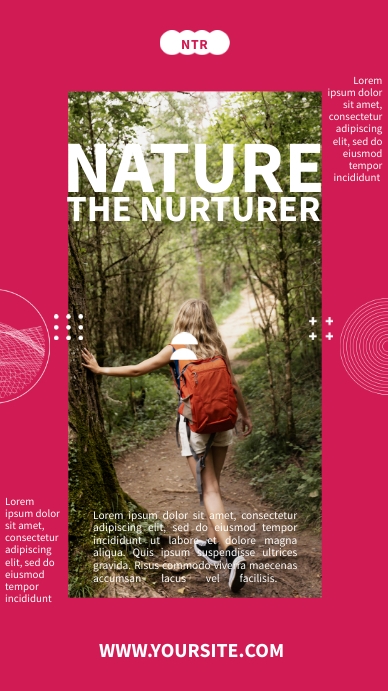 NTR
Lorem
ipsum dolor
sit amet,
consectetur
adipiscing
elit, sed do
eiusmod
tempor
incididunt
NATURE
THE NURTURER
Lorem
ipsum dolor
sit amet,
consectetur
adipiscing
elit, sed do
eiusmod
tempor
incididunt
Lorem ipsum dolor sit amet, consectetur
adipiscing elit, sed do eiusmod tempor
incididunt ut labore et dolore magna
aliqua. Quis ipsum suspendisse ultrices
gravida. Risus commodo viverra maecenas
accumsan lacus vel facilisis.
WWW.YOURSITE.COM